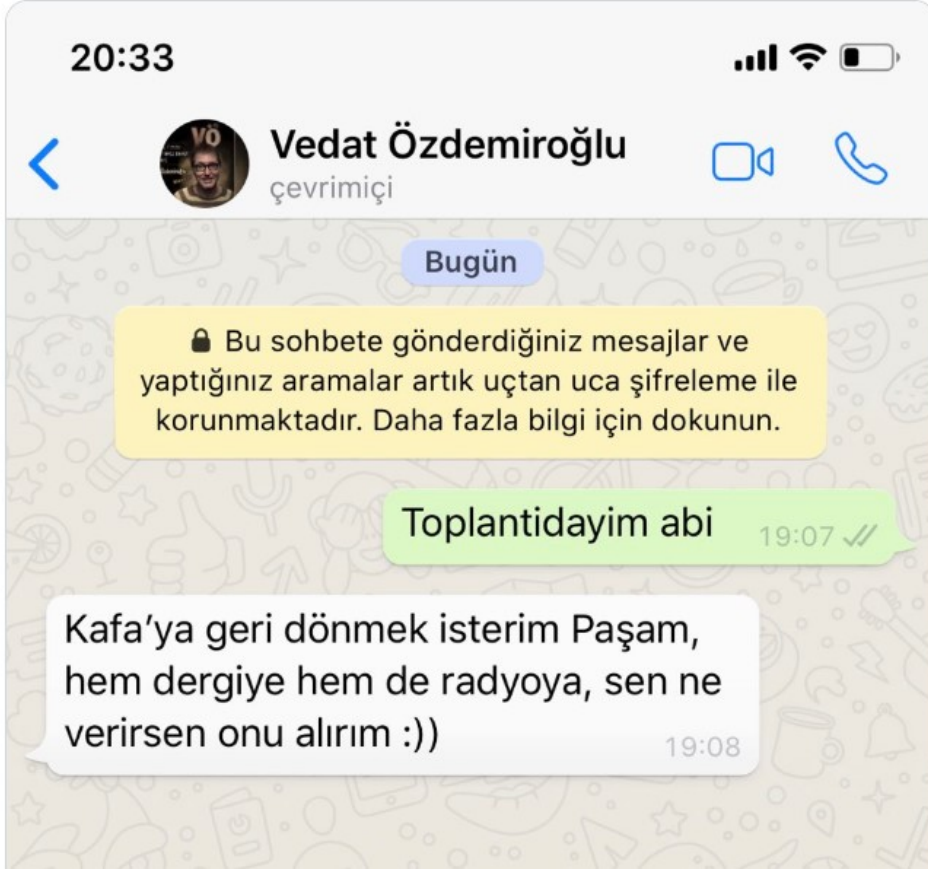 20:33
VÖ
Vedat Özdemiroğlu
çevrimiçi
Bugün
Bu sohbete gönderdiğiniz mesajlar ve
yaptığınız aramalar artık uçtan uca şifreleme ile
korunmaktadır. Daha fazla bilgi için dokunun.
Toplantidayim abi 19:07
Kafa’ya geri dönmek isterim Paşam,
hem dergiye hem de radyoya, sen ne
verirsen onu alırım :)) 19:08